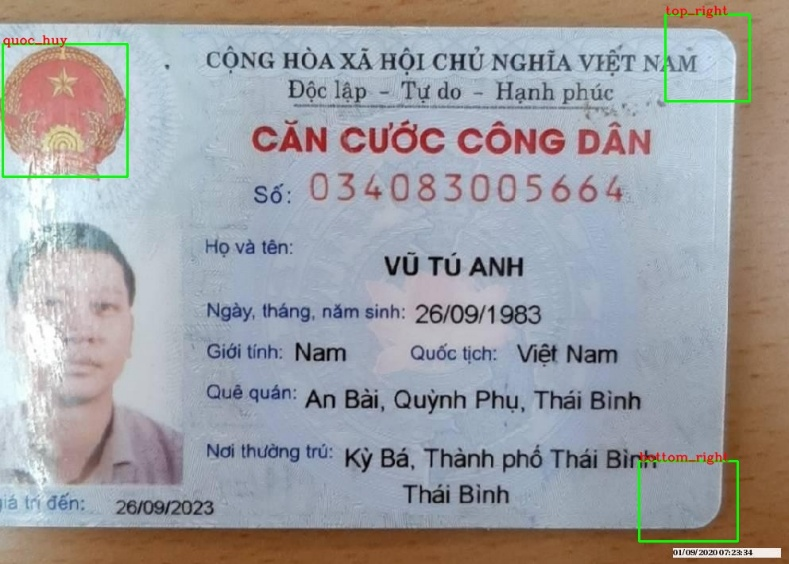 top_right
quoc_huy
CỘNG HÒA XÃ HỘI CHỦ NGHĨA VIỆT NAM
Độc lập - Tự do - Hạnh phúc
CĂN CƯỚC CÔNG DÂN
Số: 034083005664
Họ và tên:
VŨ TÚ ANH
Ngày, tháng, năm sinh: 26/09/1983
Giới tính: Nam Quốc tịch: Việt Nam
Quê quán: An Bài, Quỳnh Phụ, Thái Bình
Nơi thường trú: Kỳ Bá, Thành phố Thái Bình
bottom_right
Thái Bình
giá trị đến: 26/09/2023
01/09/2020 07:23:34